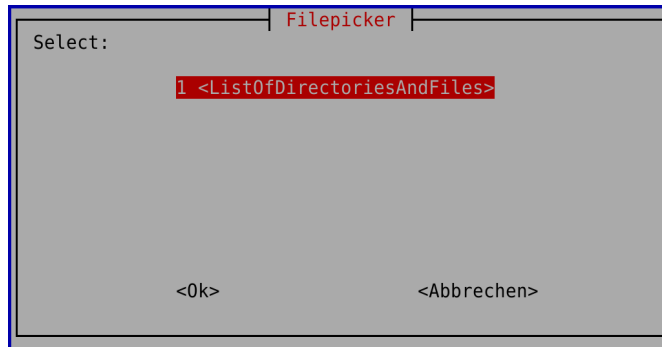 Filepicker
Select:
1 <ListOfDirectoriesAndFiles>
<Ok> <Abbrechen>